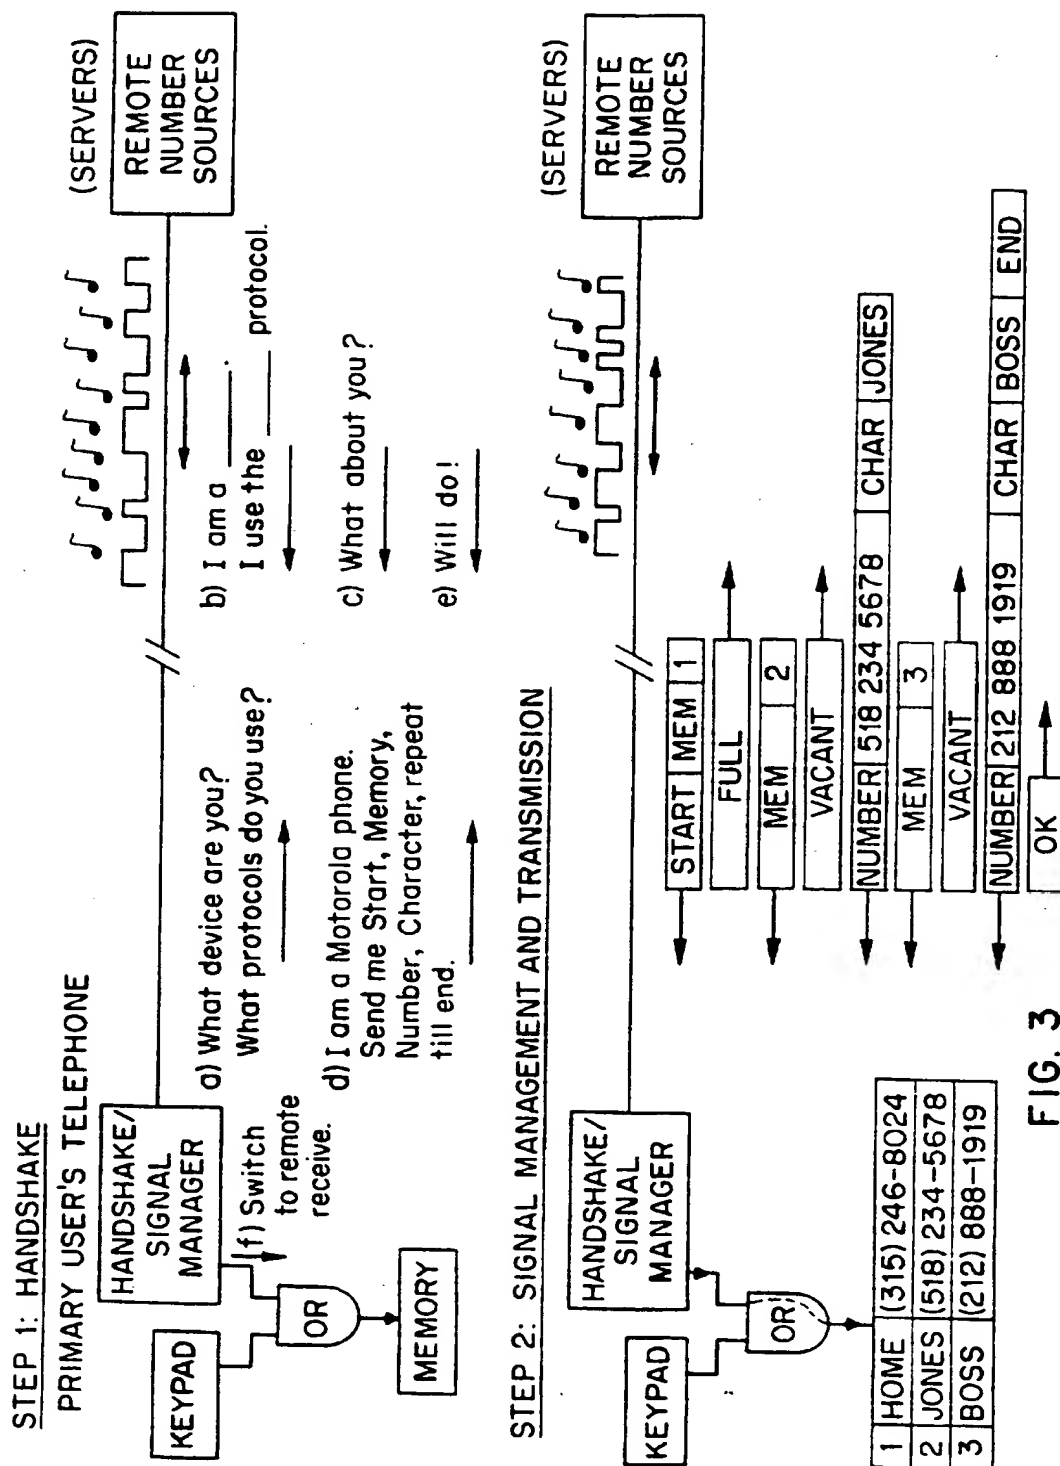 STEP 1: HANDSHAKE
PRIMARY USER'S TELEPHONE
(SERVERS)
KEYPAD
HANDSHAKE/
SIGNAL
MANAGER
REMOTE
NUMBER
SOURCES
OR
MEMORY
f) Switch
to remote
receive.
a) What device are you?
What protocols do you use?
b) I am a ______.
I use the ______ protocol.
c) What about you?
d) I am a Motorola phone.
Send me Start, Memory,
Number, Character, repeat
till end.
e) Will do!
STEP 2: SIGNAL MANAGEMENT AND TRANSMISSION
(SERVERS)
KEYPAD
HANDSHAKE/
SIGNAL
MANAGER
REMOTE
NUMBER
SOURCES
OR
1 HOME (315) 246-8024
2 JONES (518) 234-5678
3 BOSS (212) 888-1919
START MEM 1
FULL
MEM 2
VACANT
NUMBER 518 234 5678 CHAR JONES
MEM 3
VACANT
NUMBER 212 888 1919 CHAR BOSS END
OK
FIG. 3